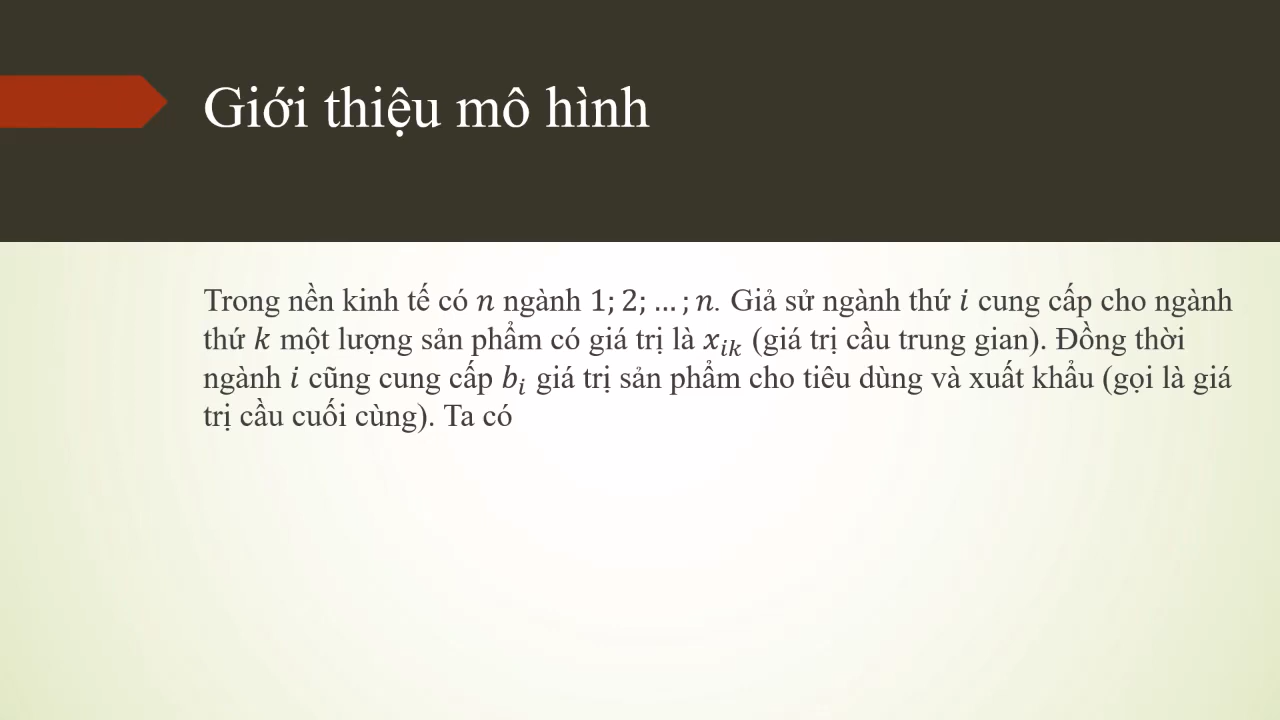 Giới thiệu mô hình
Trong nền kinh tế có 𝑛 ngành 1; 2; … ; 𝑛. Giả sử ngành thứ 𝑖 cung cấp cho ngành
thứ 𝑘 một lượng sản phẩm có giá trị là 𝑥𝑖𝑘 (giá trị cầu trung gian). Đồng thời
ngành 𝑖 cũng cung cấp 𝑏𝑖 giá trị sản phẩm cho tiêu dùng và xuất khẩu (gọi là giá
trị cầu cuối cùng). Ta có